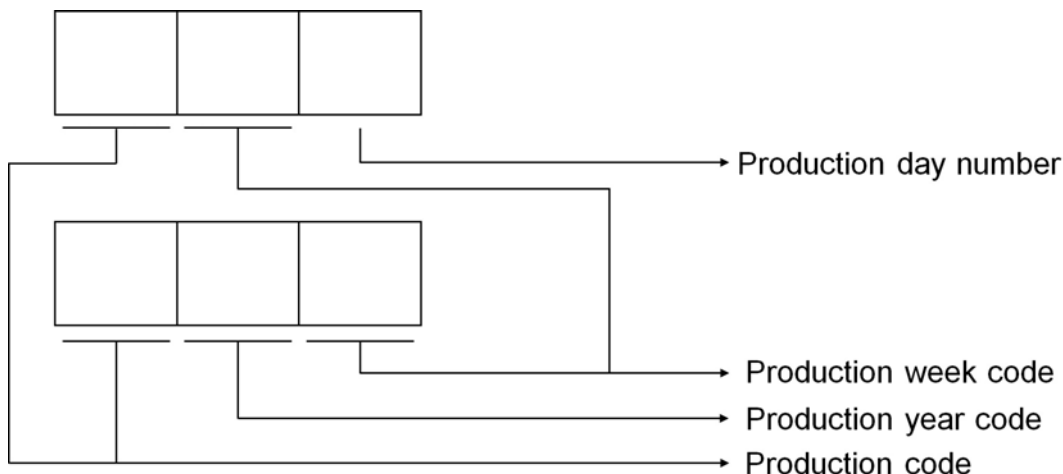 Production day number
Production week code
Production year code
Production code